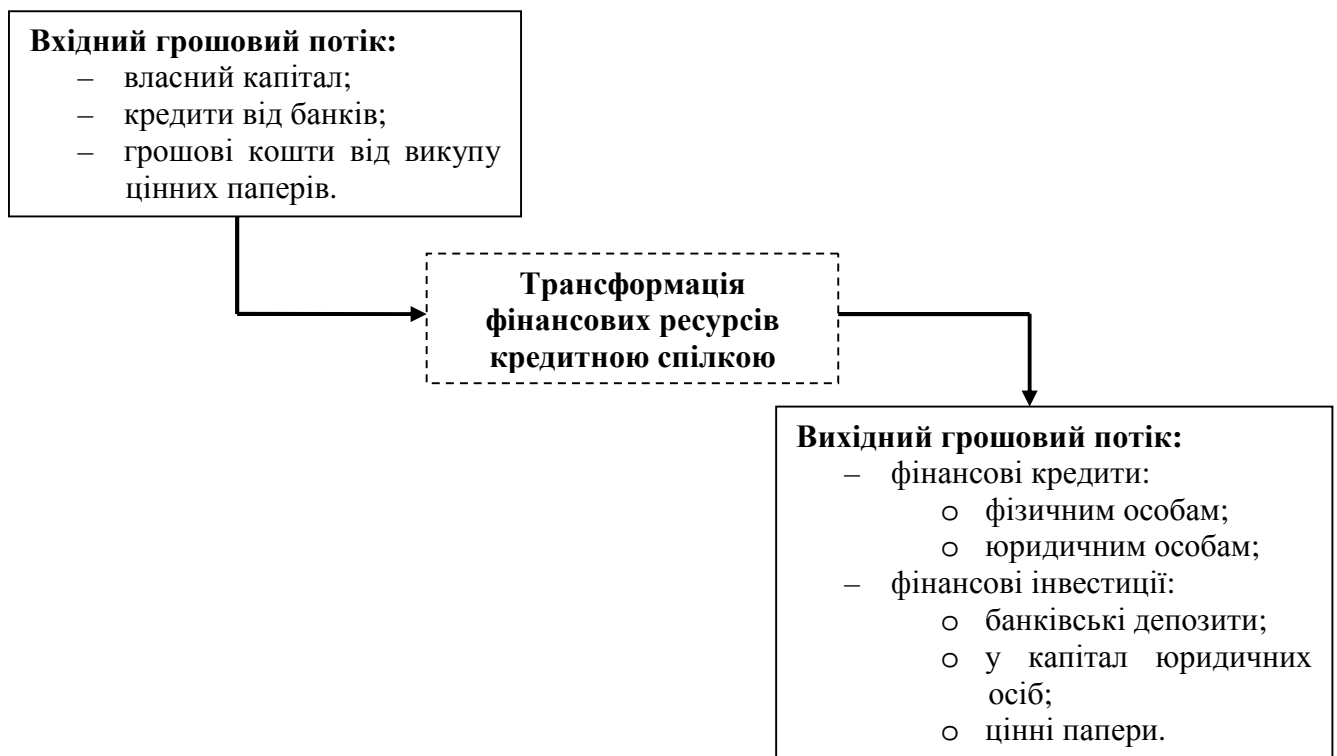 Вхідний грошовий потік:
– власний капітал;
– кредити від банків;
– грошові кошти від викупу
цінних паперів.
Трансформація
фінансових ресурсів
кредитною спілкою
Вихідний грошовий потік:
– фінансові кредити:
o фізичним особам;
o юридичним особам;
– фінансові інвестиції:
o банківські депозити;
o у капітал юридичних
осіб;
o цінні папери.